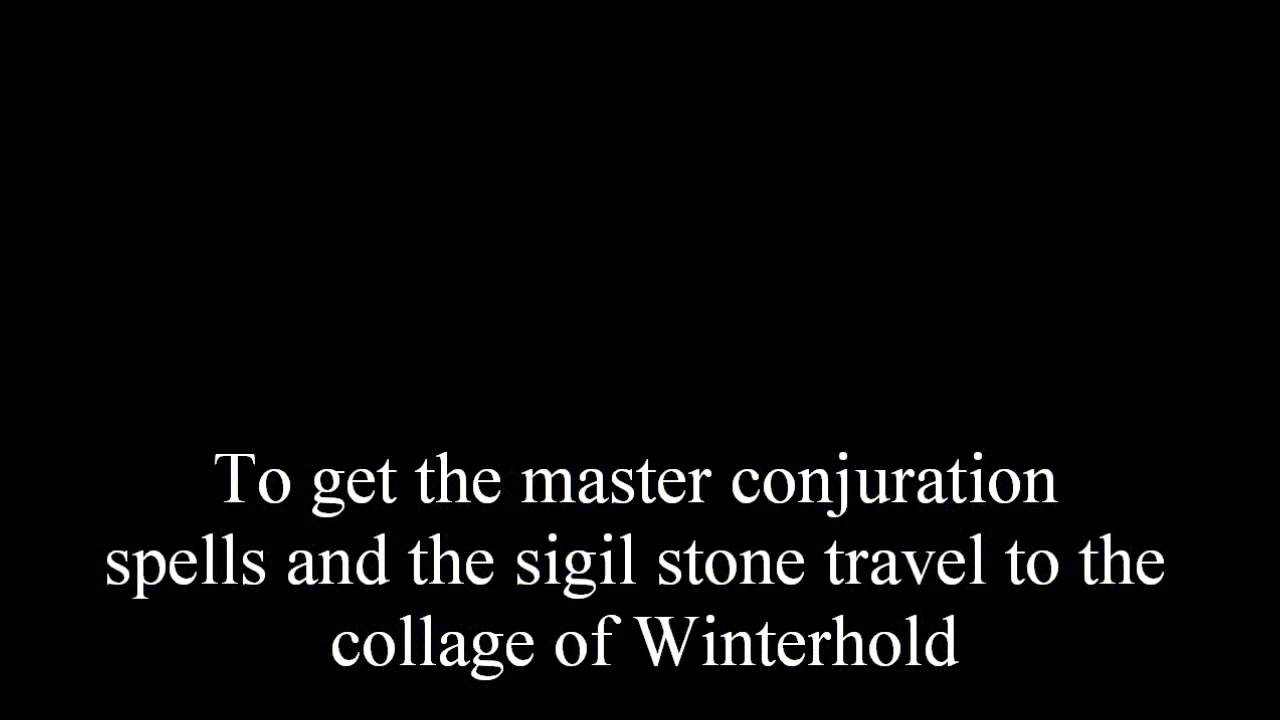 To get the master conjuration
spells and the sigil stone travel to the
collage of Winterhold